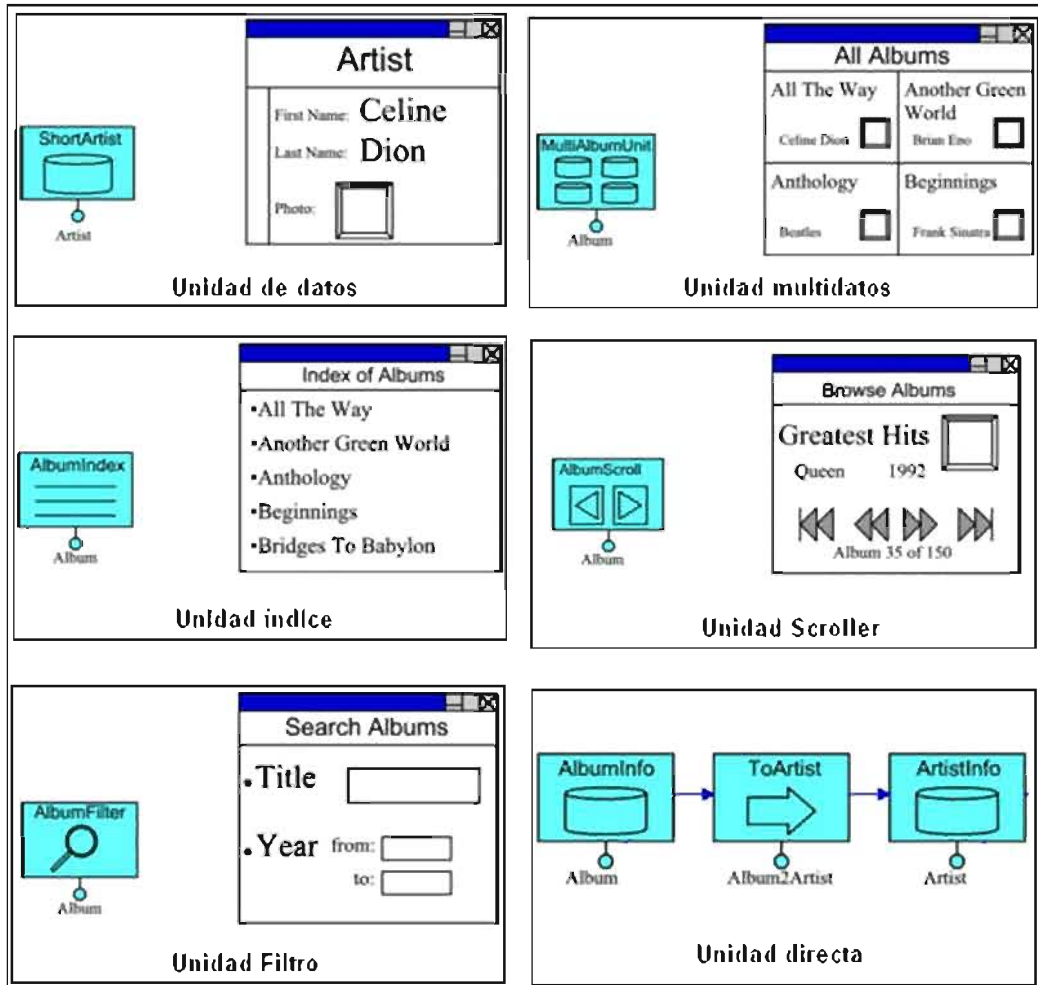 Artist
First Name: Celine
Last Name: Dion
Photo:
ShortArtist
Artist
Unidad de datos
All Albums
All The Way
Celine Dion
Another Green
World
Brian Eno
Anthology
Beatles
Beginnings
Frank Sinatra
MultiAlbumUnit
Album
Unidad multidatos
Index of Albums
•All The Way
•Another Green World
•Anthology
•Beginnings
•Bridges To Babylon
AlbumIndex
Album
Unidad indice
Browse Albums
Greatest Hits
Queen 1992
Album 35 of 150
AlbumScroll
Album
Unidad Scroller
Search Albums
•Title
•Year from:
to:
AlbumFilter
Album
Unidad Filtro
AlbumInfo
Album
ToArtist
Album2Artist
ArtistInfo
Artist
Unidad directa